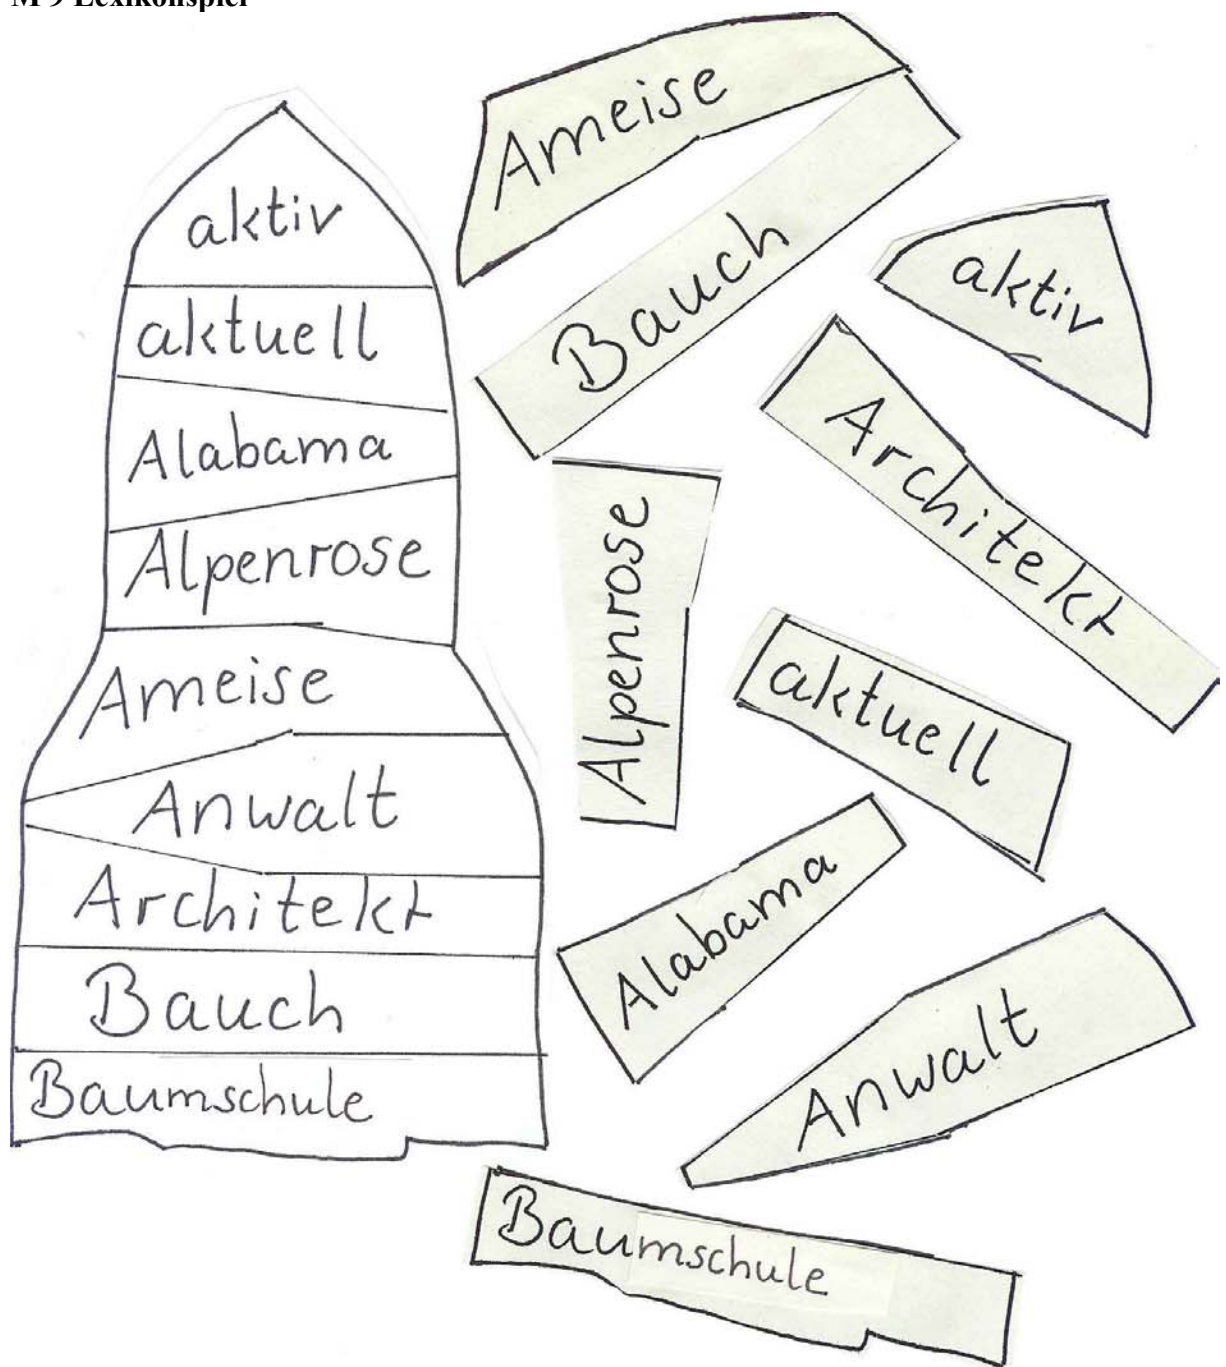 M 9 Lexikonspiel
aktiv
aktuell
Alabama
Alpenrose
Ameise
Anwalt
Architekt
Bauch
Baumschule
Ameise
Bauch
aktiv
Architekt
Alpenrose
aktuell
Alabama
Anwalt
Baumschule